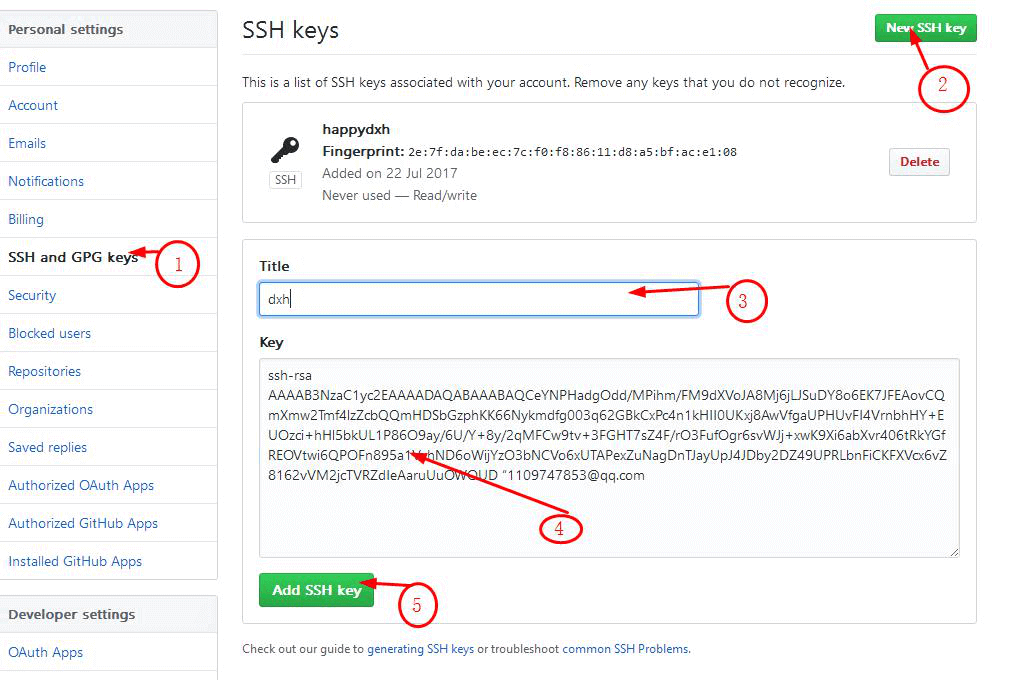 Personal settings
Profile
Account
Emails
Notifications
Billing
SSH and GPG keys
Security
Blocked users
Repositories
Organizations
Saved replies
Authorized OAuth Apps
Authorized GitHub Apps
Installed GitHub Apps
Developer settings
OAuth Apps
1
SSH keys
New SSH key
2
This is a list of SSH keys associated with your account. Remove any keys that you do not recognize.
happydxh
Fingerprint: 2e:7f:da:be:ec:7c:f0:f8:86:11:d8:a5:bf:ac:e1:08
SSH
Added on 22 Jul 2017
Never used — Read/write
Delete
Title
dxh
3
Key
ssh-rsa
AAAAB3NzaC1yc2EAAAADAQABAAABAQCeYNPHadgOdd/MPihm/FM9dXVoJA8Mj6jLJSuDY8o6EK7JFEAovCQ
mXmw2Tmf4IzZcbQQmHDSbGzphKK66Nykmdfg003q62GBkCxPc4n1kHII0UKxj8AwVfgaUPHUvFI4VrnbhHY+E
UOzci+hHI5bkUL1P86O9ay/6U/Y+8y/2qMFCw9tv+3FGHT7sZ4F/rO3FufOgr6svWJj+xwK9Xi6abXvr406tRkYGf
8162vVM2jcTVRZdIeAaruUuOWOUD "1109747853@qq.com
4
Add SSH key
5
Check out our guide to generating SSH keys or troubleshoot common SSH Problems.